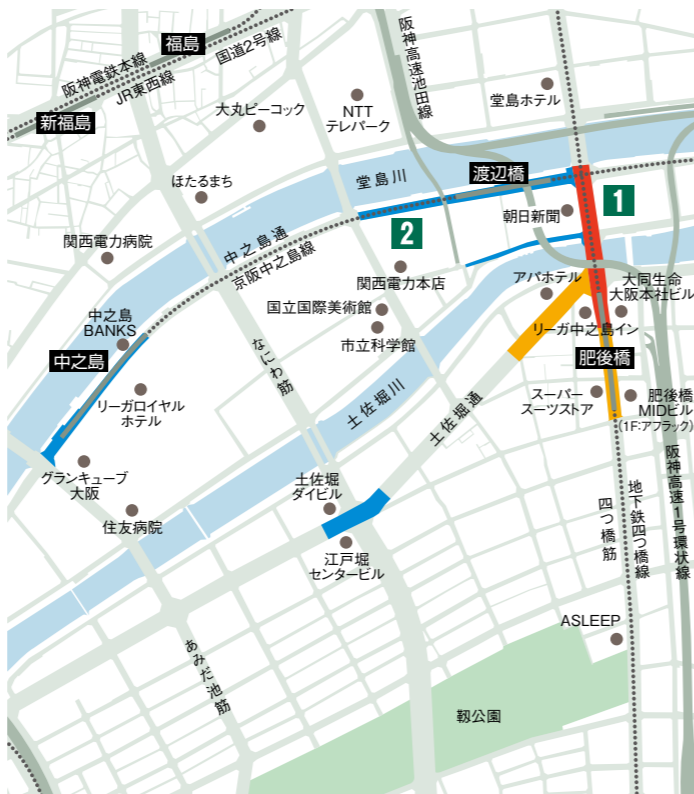 福島
国道2号線
阪神電鉄本線
JR東西線
新福島
大丸ピーコック
NTT
テレパーク
阪神高速池田線
堂島ホテル
ほたるまち
堂島川
渡辺橋
1
朝日新聞
2
中之島通
京阪中之島線
関西電力病院
関西電力本店
アパホテル
大同生命
大阪本社ビル
中之島
BANKS
国立国際美術館
市立科学館
リーガ中之島イン
中之島
肥後橋
なにわ筋
リーガロイヤル
ホテル
土佐堀川
土佐堀通
スーパー
スーツストア
肥後橋
MIDビル
(1F:アフラック)
グランキューブ
大阪
住友病院
土佐堀
ダイビル
江戸堀
センタービル
四つ橋筋
地下鉄四つ橋線
阪神高速1号環状線
あみだ池筋
ASLEEP
靱公園